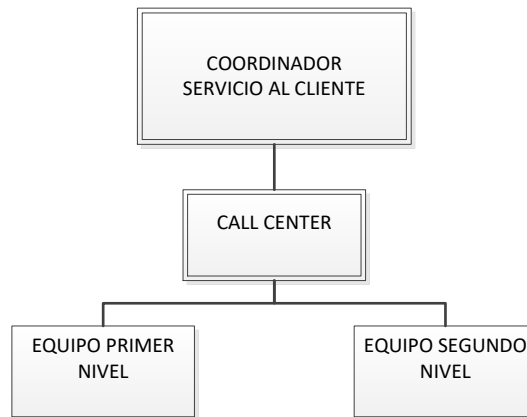 COORDINADOR
SERVICIO AL CLIENTE
CALL CENTER
EQUIPO PRIMER
NIVEL
EQUIPO SEGUNDO
NIVEL